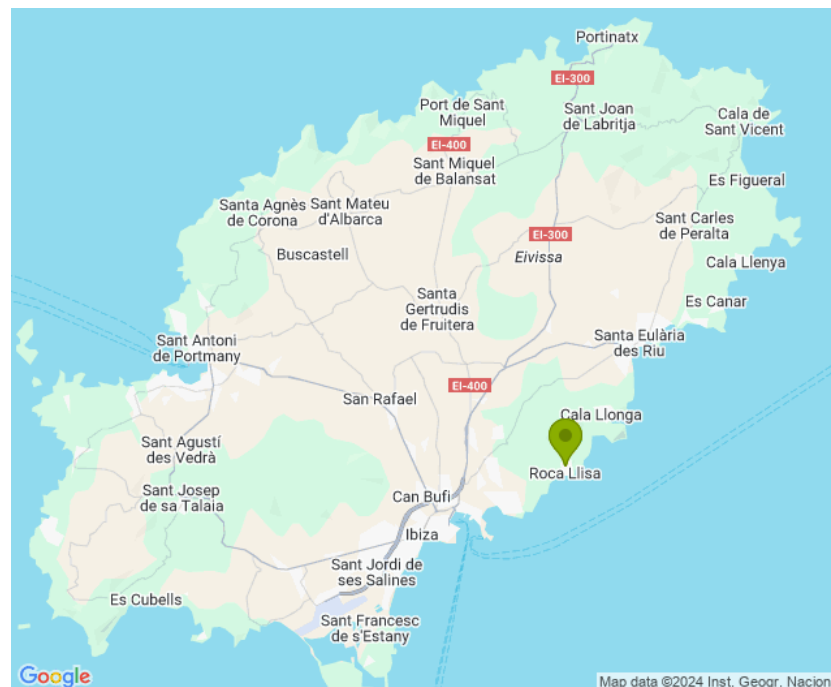 Portinatx
EI-300
Port de Sant
Miquel
Sant Joan
de Labritja
Cala de
Sant Vicent
EI-400
Sant Miquel
de Balansat
Es Figueral
Santa Agnès
de Corona
Sant Mateu
d'Albarca
Sant Carles
de Peralta
EI-300
Buscastell
Eivissa
Cala Llenya
Santa
Gertrudis
de Fruitera
Es Canar
Sant Antoni
de Portmany
Santa Eulària
des Riu
EI-400
San Rafael
Cala Llonga
Sant Agustí
des Vedrà
Roca Llisa
Sant Josep
de sa Talaia
Can Bufi
Ibiza
Sant Jordi de
ses Salines
Es Cubells
Sant Francesc
de s'Estany
Google
Map data ©2024 Inst. Geogr. Nacion